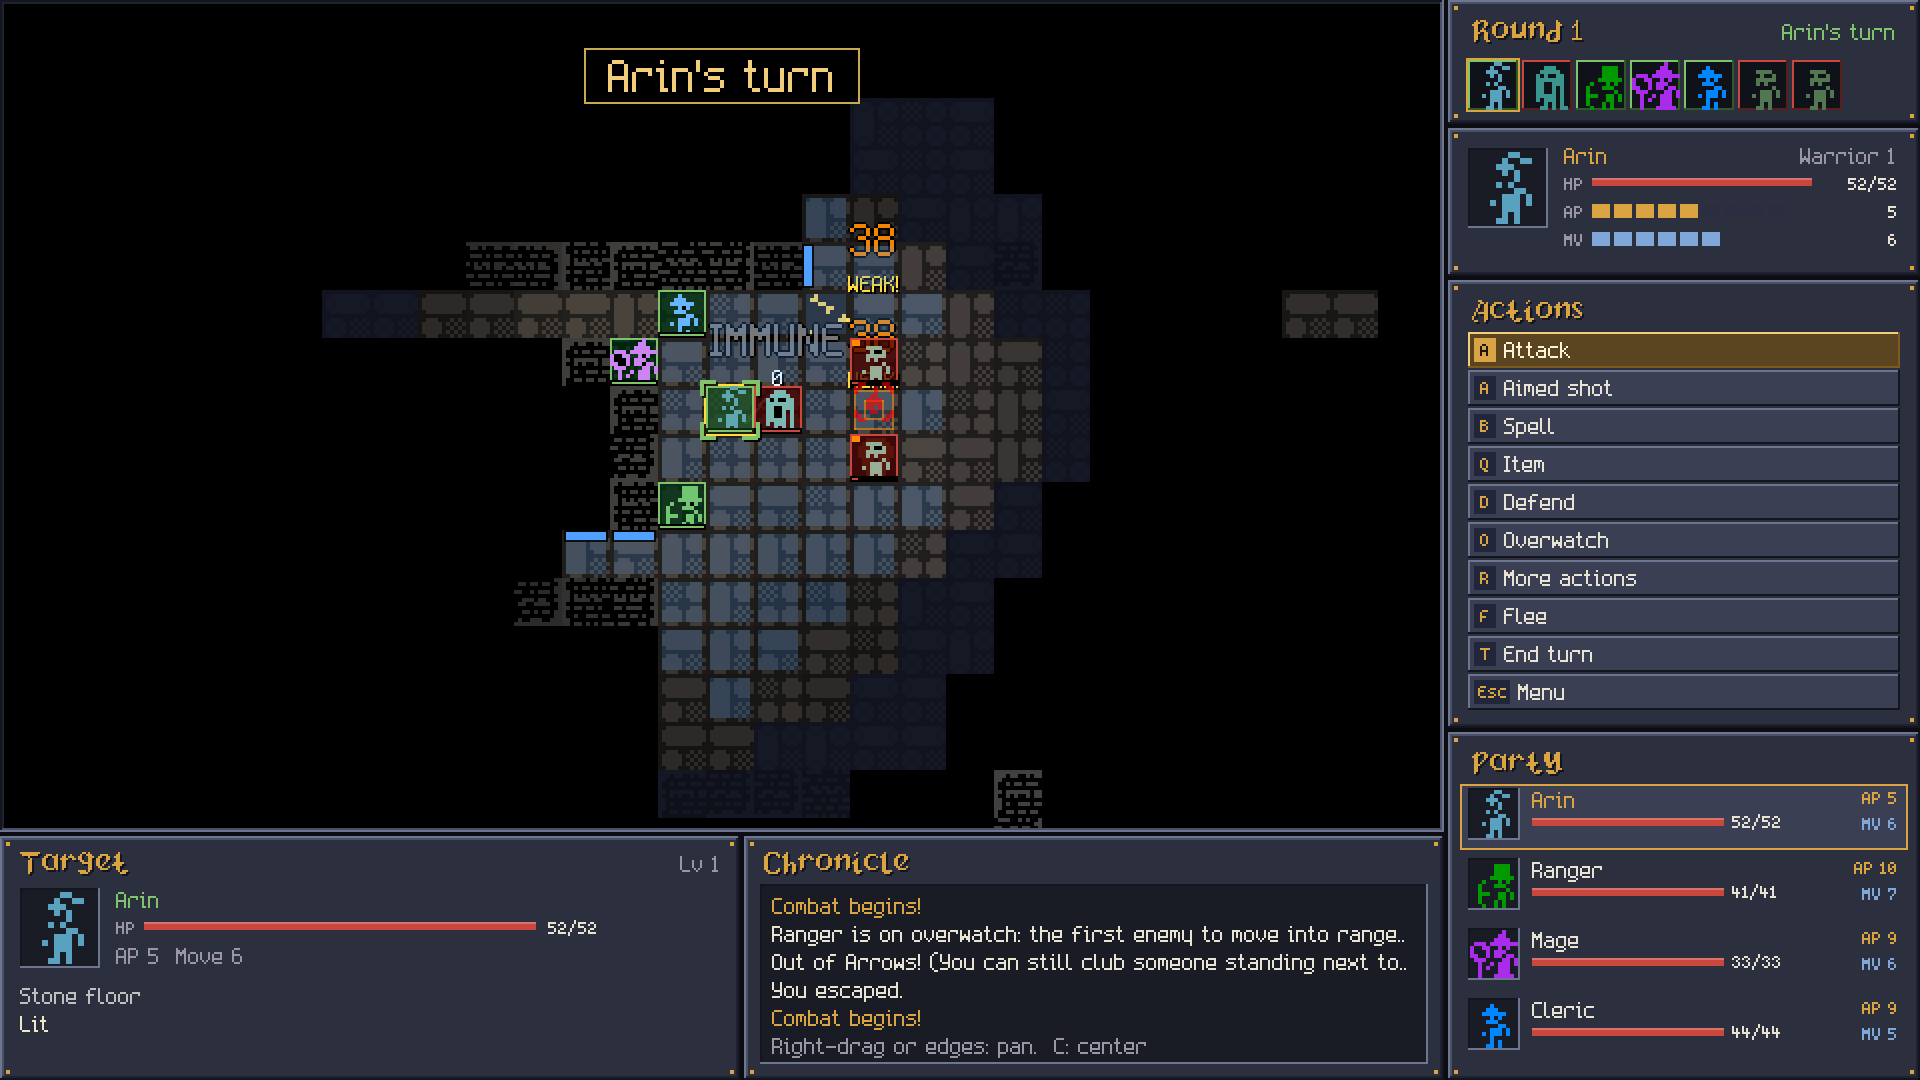 Arin's turn
38
WEAK!
38
IMMUNE
0
Round 1
Arin's turn
Arin
Warrior 1
HP 52/52
AP 5
MV 6
Actions
A Attack
A Aimed shot
B Spell
Q Item
D Defend
O Overwatch
R More actions
F Flee
T End turn
Esc Menu
Party
Arin AP 5
52/52 MV 6
Ranger AP 10
41/41 MV 7
Mage AP 9
33/33 MV 6
Cleric AP 9
44/44 MV 5
Target Lv 1
Arin
HP 52/52
AP 5 Move 6
Stone floor
Lit
Chronicle
Combat begins!
Ranger is on overwatch: the first enemy to move into range..
Out of Arrows! (You can still club someone standing next to..
You escaped.
Combat begins!
Right-drag or edges: pan. C: center